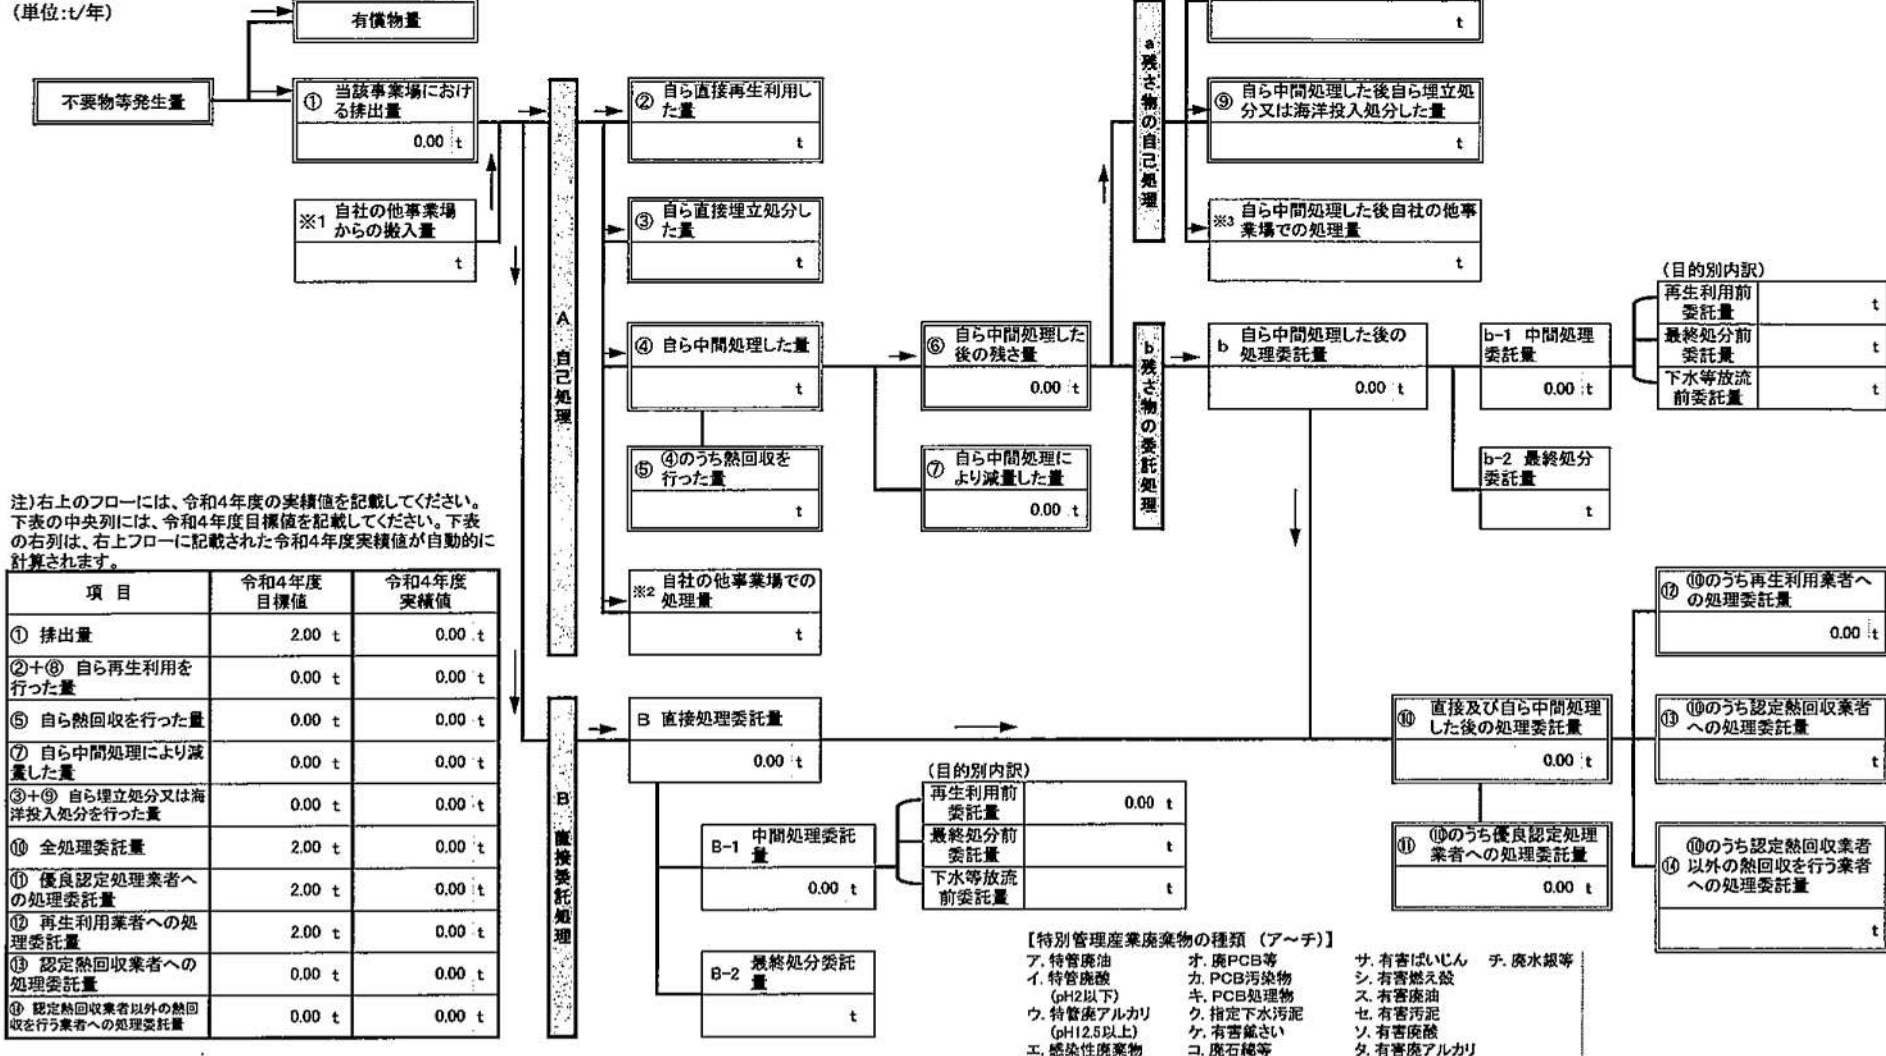 (単位:t/年)
有償物量
不要物等発生量
① 当該事業場におけ
る排出量
0.00 t
※1 自社の他事業場
からの搬入量
t
A 自己処理
② 自ら直接再生利用し
た量
t
③ 自ら直接埋立処分し
た量
t
④ 自ら中間処理した量
t
⑤ ④のうち熱回収を
行った量
t
※2 自社の他事業場での
処理量
t
⑥ 自ら中間処理した
後の残さ量
0.00 t
⑦ 自ら中間処理に
より減量した量
0.00 t
a 残さ物の自己処理
t
⑨ 自ら中間処理した後自ら埋立処
分又は海洋投入処分した量
t
※3 自ら中間処理した後自社の他事
業場での処理量
t
b 残さ物の委託処理
b 自ら中間処理した後の
処理委託量
0.00 t
b-1 中間処理
委託量
0.00 t
(目的別内訳)
再生利用前
委託量 t
最終処分前
委託量 t
下水等放流
前委託量 t
b-2 最終処分
委託量
t
注)右上のフローには、令和4年度の実績値を記載してください。
下表の中央列には、令和4年度目標値を記載してください。下表
の右列は、右上フローに記載された令和4年度実績値が自動的に
計算されます。
項 目 令和4年度
目標値 令和4年度
実績値
① 排出量 2.00 t 0.00 t
②+⑧ 自ら再生利用を
行った量 0.00 t 0.00 t
⑤ 自ら熱回収を行った量 0.00 t 0.00 t
⑦ 自ら中間処理により減
量した量 0.00 t 0.00 t
③+⑨ 自ら埋立処分又は海
洋投入処分を行った量 0.00 t 0.00 t
⑩ 全処理委託量 2.00 t 0.00 t
⑪ 優良認定処理業者へ
の処理委託量 2.00 t 0.00 t
⑫ 再生利用業者への処
理委託量 2.00 t 0.00 t
⑬ 認定熱回収業者への
処理委託量 0.00 t 0.00 t
⑭ 認定熱回収業者以外の熱回
収を行う業者への処理委託量 0.00 t 0.00 t
B 直接委託処理
B 直接処理委託量
0.00 t
B-1 中間処理委託
量
0.00 t
(目的別内訳)
再生利用前
委託量 0.00 t
最終処分前
委託量 t
下水等放流
前委託量 t
B-2 最終処分委託
量
t
⑩ 直接及び自ら中間処理
した後の処理委託量
0.00 t
⑪ ⑩のうち優良認定処理
業者への処理委託量
0.00 t
⑫ ⑩のうち再生利用業者へ
の処理委託量
0.00 t
⑬ ⑩のうち認定熱回収業者
への処理委託量
t
⑭ ⑩のうち認定熱回収業者
以外の熱回収を行う業者
への処理委託量
t
【特別管理産業廃棄物の種類 (ア~チ)】
ア. 特管廃油 オ. 廃PCB等 サ. 有害ばいじん チ. 廃水銀等
イ. 特管廃酸 カ. PCB汚染物 シ. 有害燃え殻
(pH2以下) キ. PCB処理物 ス. 有害廃油
ウ. 特管廃アルカリ ク. 指定下水汚泥 セ. 有害汚泥
(pH12.5以上) ケ. 有害鉱さい ソ. 有害廃酸
エ. 感染性廃棄物 コ. 廃石綿等 タ. 有害廃アルカリ